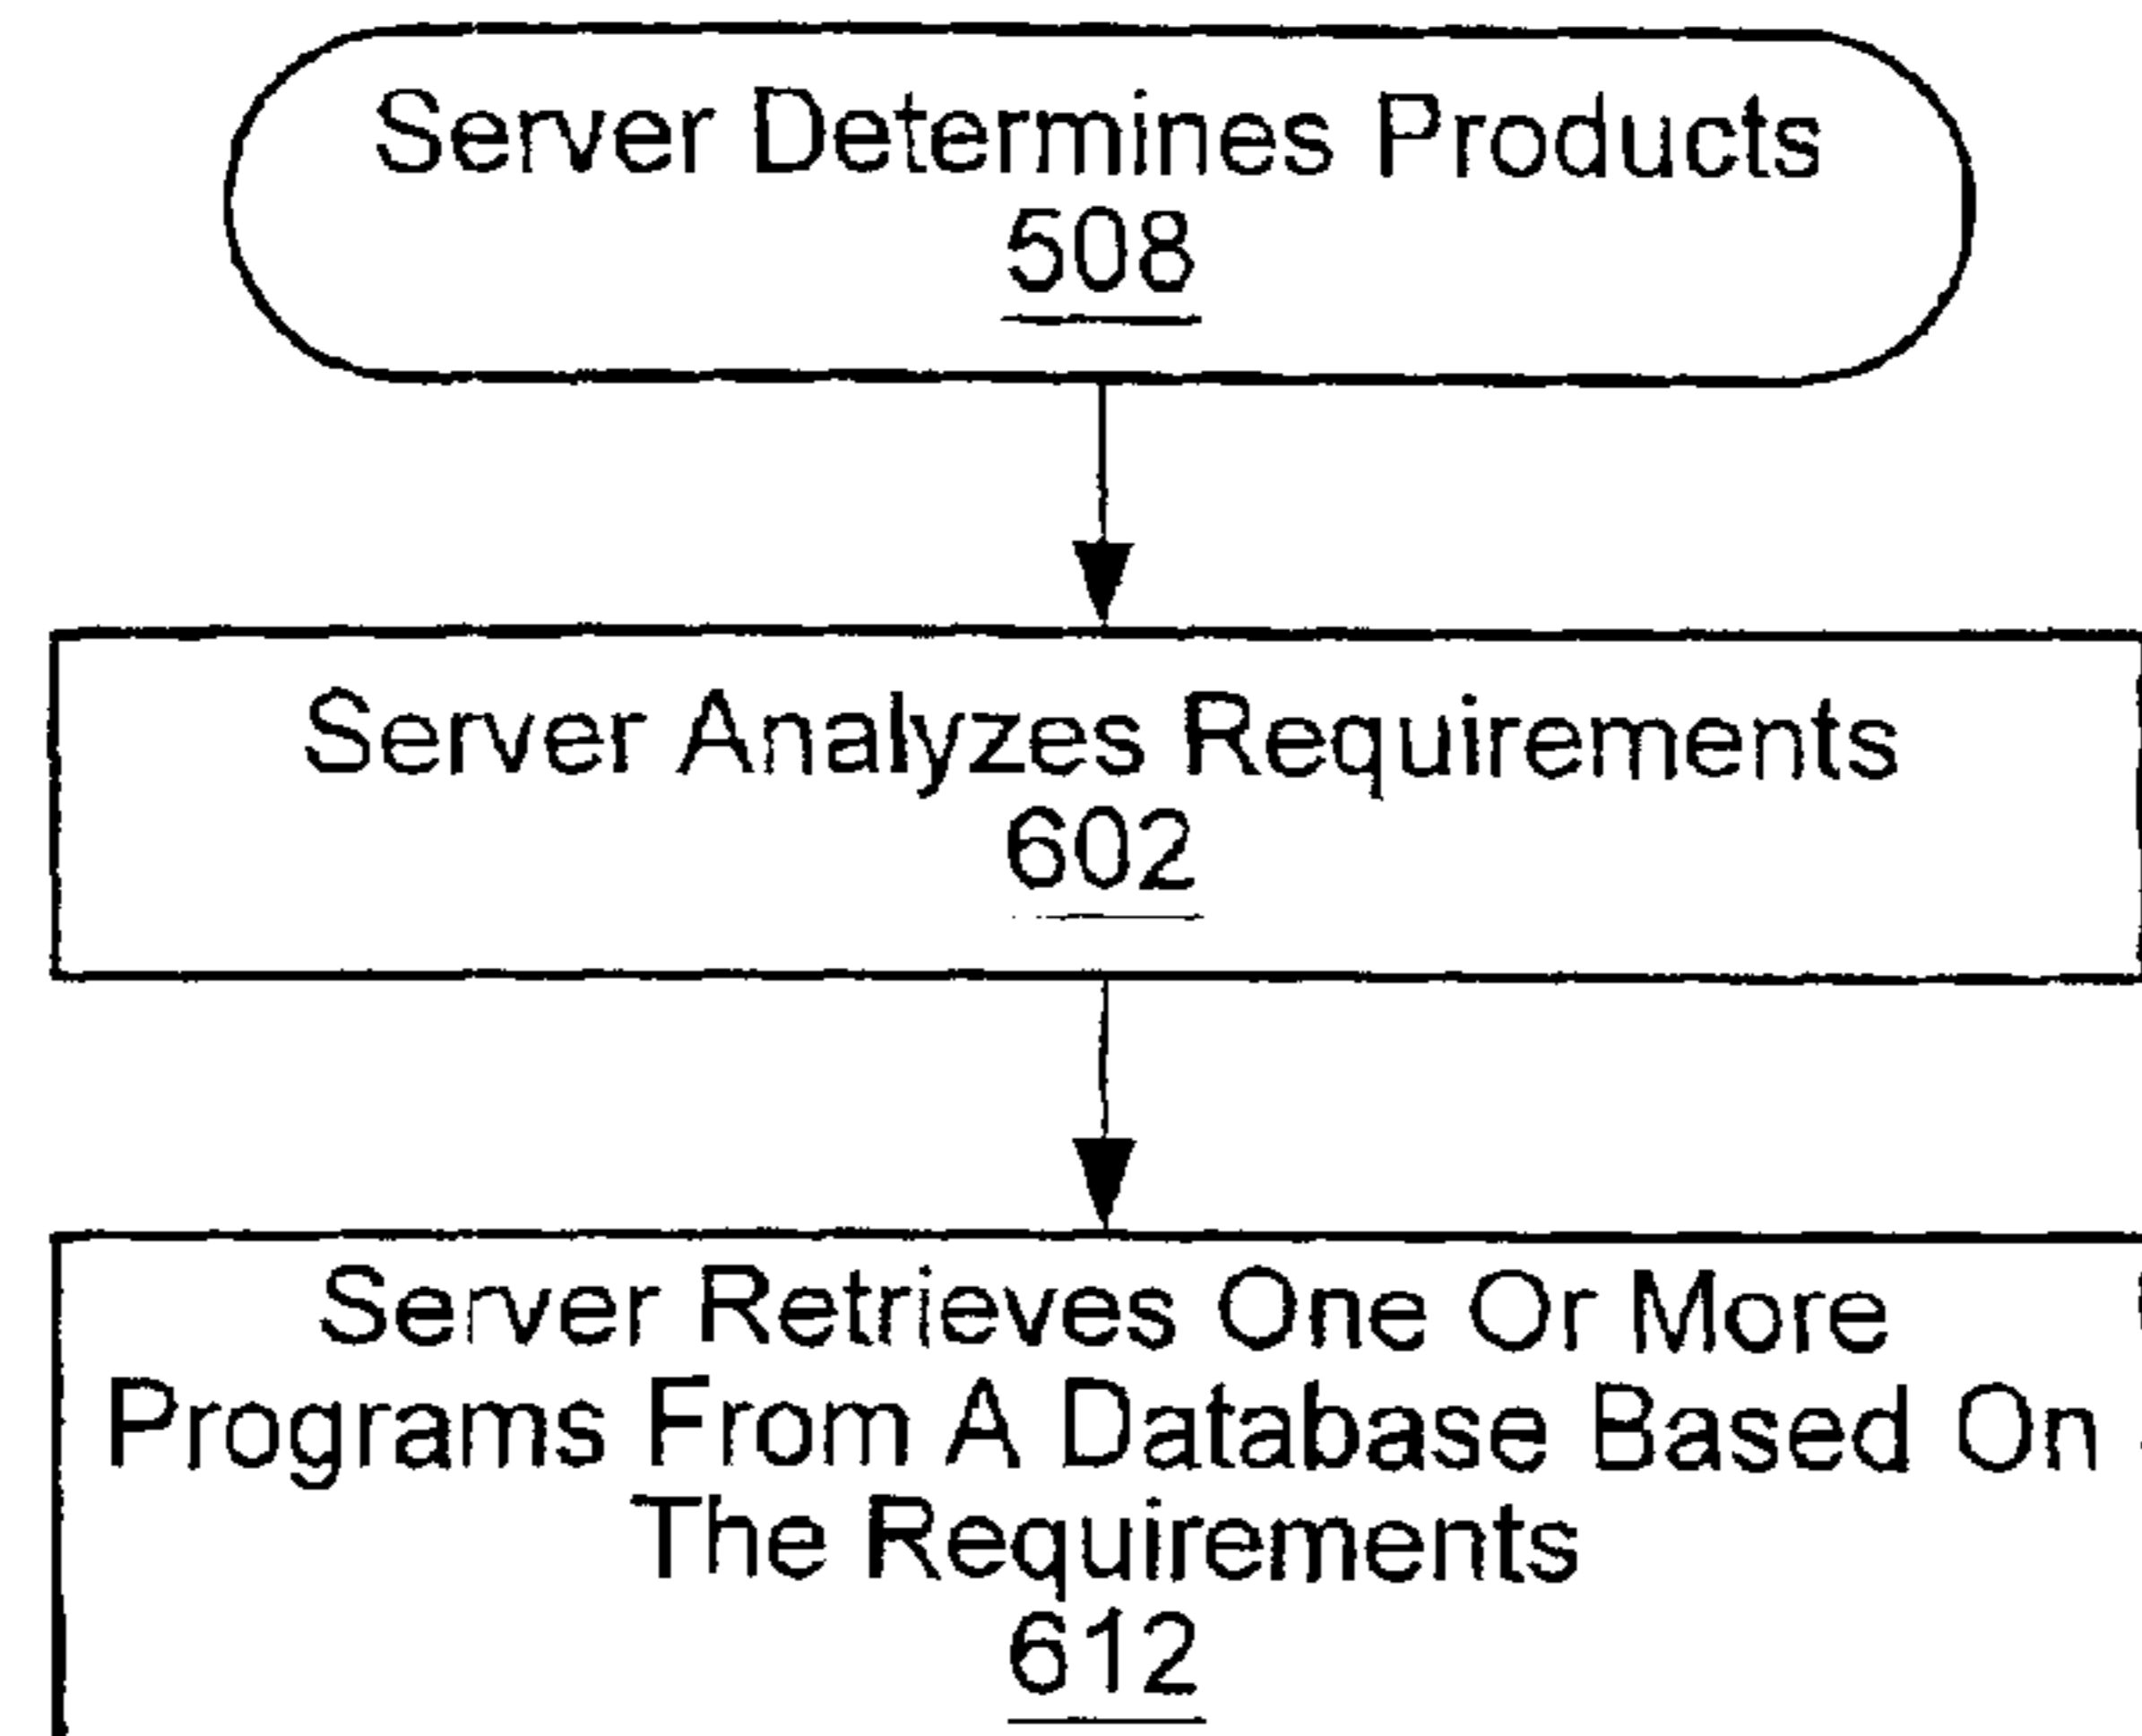 Server Determines Products
508
Server Analyzes Requirements
602
Server Retrieves One Or More
Programs From A Database Based On
The Requirements
612